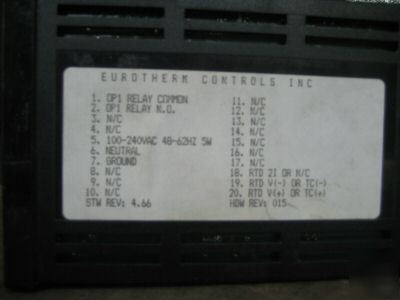 EUROTHERM CONTROLS INC
1. OP1 RELAY COMMON
2. OP1 RELAY N.O.
3. N/C
4. N/C
5. 100-240VAC 48-62HZ 5W
6. NEUTRAL
7. GROUND
8. N/C
9. N/C
10. N/C
STW REV: 4.66
11. N/C
12. N/C
13. N/C
14. N/C
15. N/C
16. N/C
17. N/C
18. RTD 2I OR N/C
19. RTD V(-) OR TC(-)
20. RTD V(+) OR TC(+)
HDW REV: 015